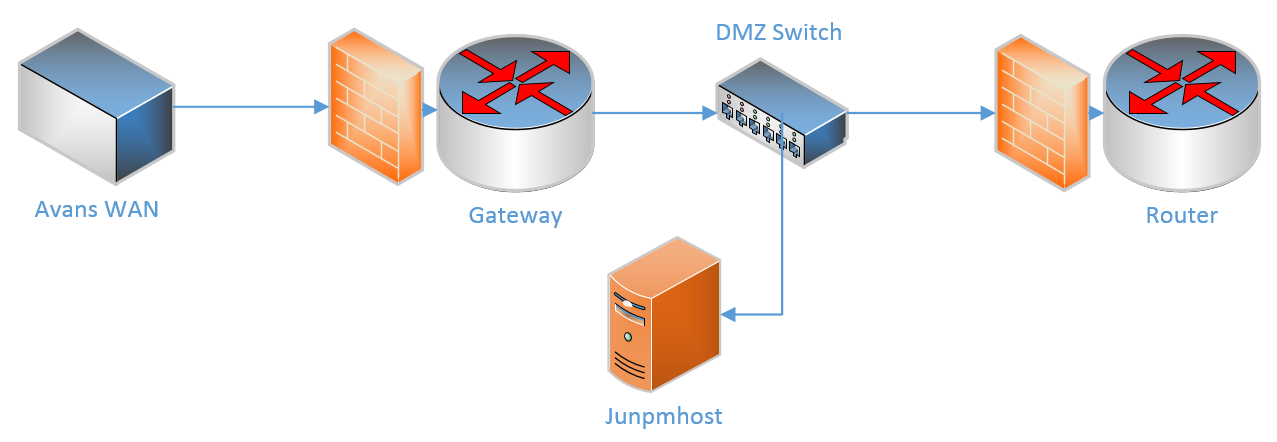 DMZ Switch
Avans WAN
Gateway
Router
Junpmhost